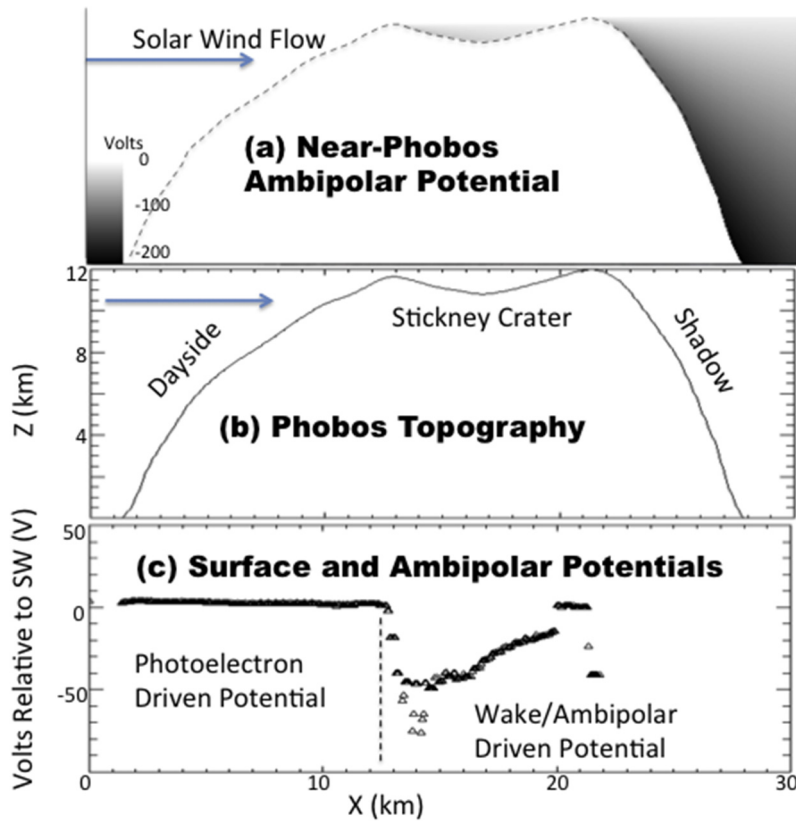 Solar Wind Flow
Volts
0
-100
-200
(a) Near-Phobos
Ambipolar Potential
12
8
4
Z (km)
Dayside
Stickney Crater
Shadow
(b) Phobos Topography
50
0
-50
Volts Relative to SW (V)
(c) Surface and Ambipolar Potentials
Photoelectron
Driven Potential
Wake/Ambipolar
Driven Potential
0
10
20
30
X (km)